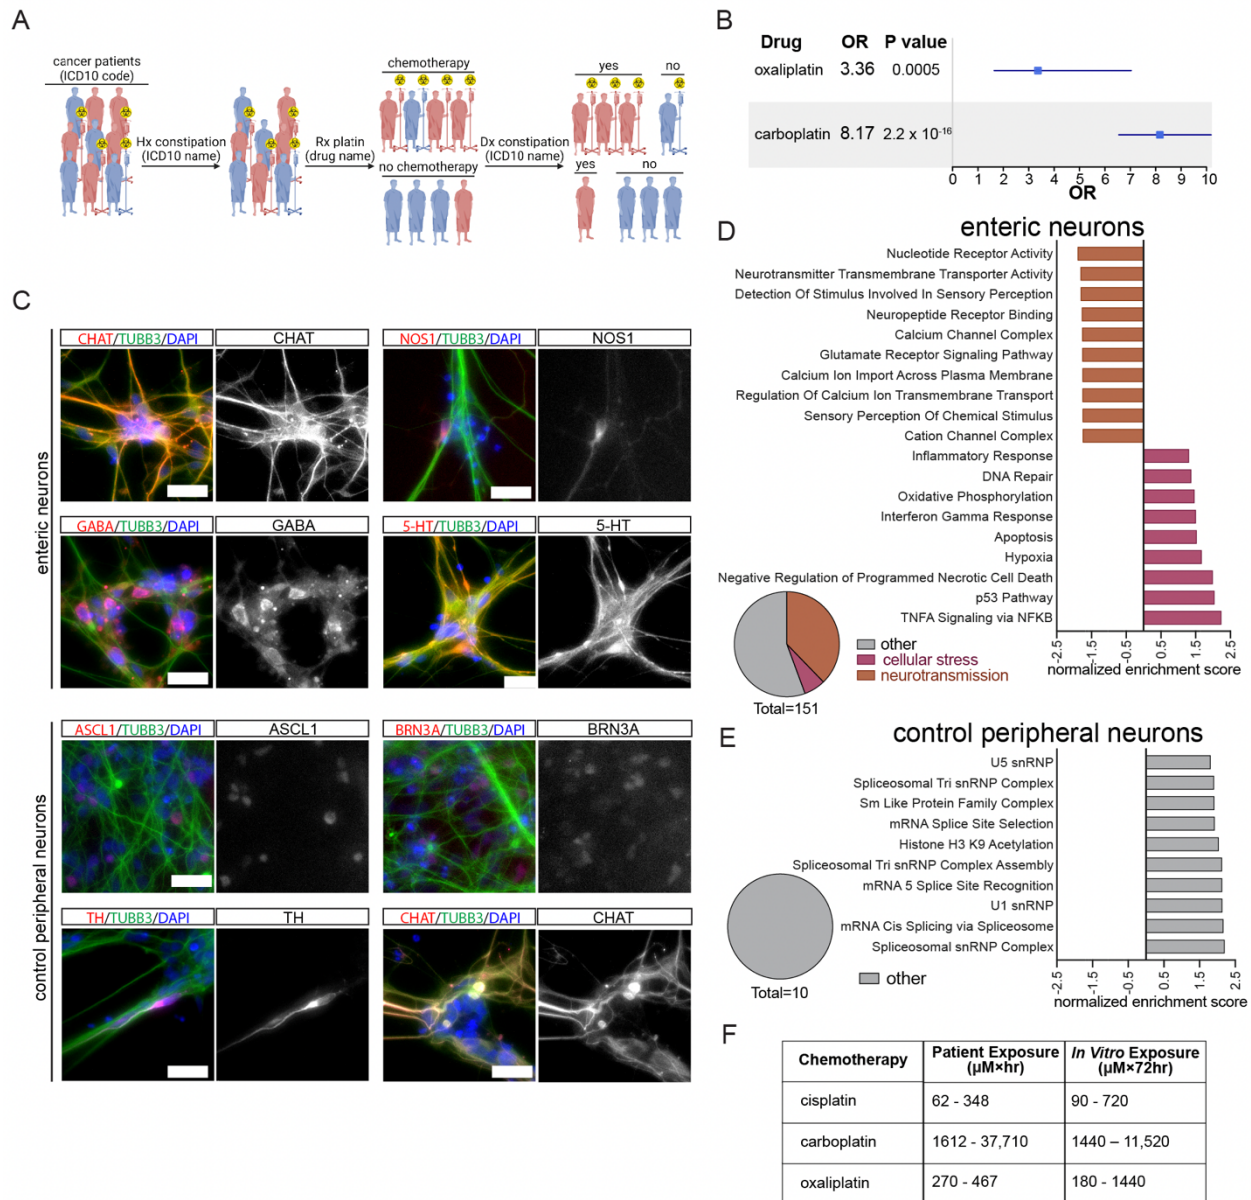 A
cancer patients
(ICD10 code)
Hx constipation
(ICD10 name)
Rx platin
(drug name)
chemotherapy
no chemotherapy
Dx constipation
(ICD10 name)
yes
no
yes
no
B
Drug OR P value
oxaliplatin 3.36 0.0005
carboplatin 8.17 2.2 x 10⁻¹⁶
0 1 2 3 4 5 6 7 8 9 10
OR
C
enteric neurons
CHAT/TUBB3/DAPI CHAT NOS1/TUBB3/DAPI NOS1
GABA/TUBB3/DAPI GABA 5-HT/TUBB3/DAPI 5-HT
control peripheral neurons
ASCL1/TUBB3/DAPI ASCL1 BRN3A/TUBB3/DAPI BRN3A
TH/TUBB3/DAPI TH CHAT/TUBB3/DAPI CHAT
D
enteric neurons
Nucleotide Receptor Activity
Neurotransmitter Transmembrane Transporter Activity
Detection Of Stimulus Involved In Sensory Perception
Neuropeptide Receptor Binding
Calcium Channel Complex
Glutamate Receptor Signaling Pathway
Calcium Ion Import Across Plasma Membrane
Regulation Of Calcium Ion Transmembrane Transport
Sensory Perception Of Chemical Stimulus
Cation Channel Complex
Inflammatory Response
DNA Repair
Oxidative Phosphorylation
Interferon Gamma Response
Apoptosis
Hypoxia
Negative Regulation of Programmed Necrotic Cell Death
p53 Pathway
TNFA Signaling via NFKB
-2.5 -1.5 -0.5 0.5 1.5 2.5
normalized enrichment score
other
cellular stress
neurotransmission
Total=151
E
control peripheral neurons
U5 snRNP
Spliceosomal Tri snRNP Complex
Sm Like Protein Family Complex
mRNA Splice Site Selection
Histone H3 K9 Acetylation
Spliceosomal Tri snRNP Complex Assembly
mRNA 5 Splice Site Recognition
U1 snRNP
mRNA Cis Splicing via Spliceosome
Spliceosomal snRNP Complex
-2.5 -1.5 -0.5 0.5 1.5 2.5
normalized enrichment score
other
Total=10
F
Chemotherapy Patient Exposure In Vitro Exposure
(µM×hr) (µM×72hr)
cisplatin 62 - 348 90 - 720
carboplatin 1612 - 37,710 1440 – 11,520
oxaliplatin 270 - 467 180 - 1440